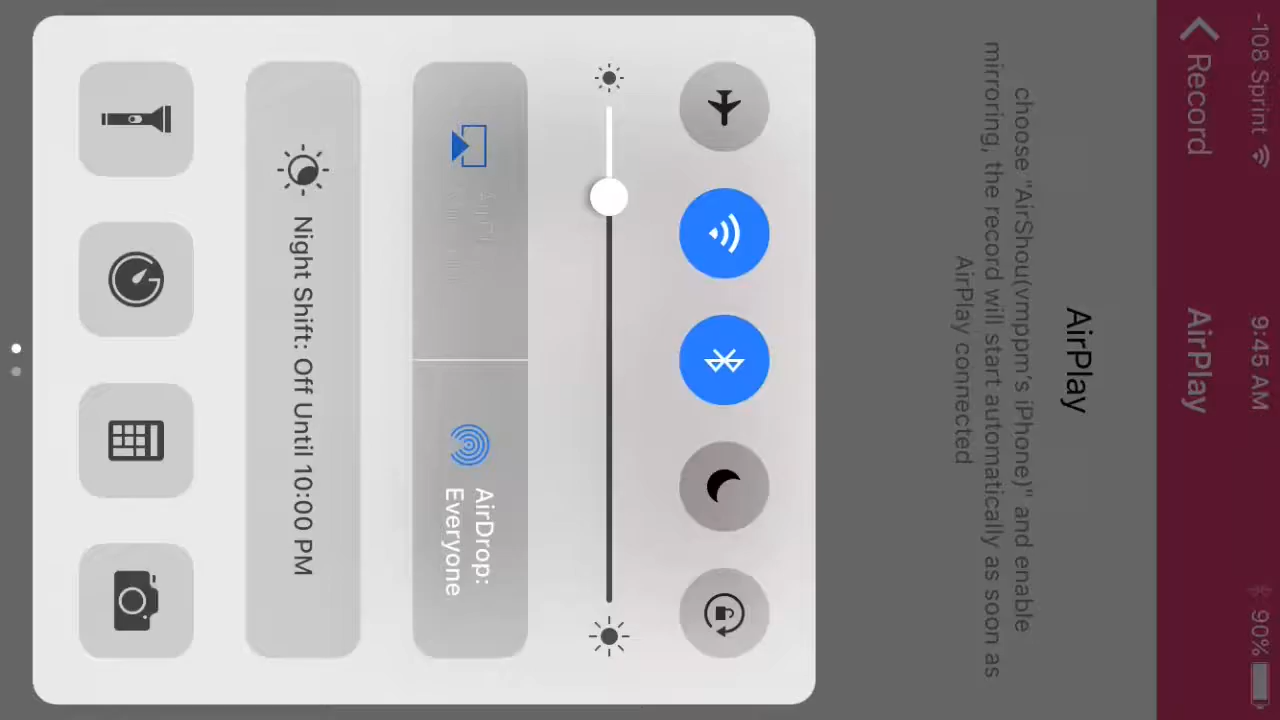 -108 Sprint 9:45 AM 90%
Record AirPlay
AirPlay
choose "AirShou(vmppm's iPhone)" and enable
mirroring, the record will start automatically as soon as
AirPlay connected
AirDrop:
Everyone
Night Shift: Off Until 10:00 PM